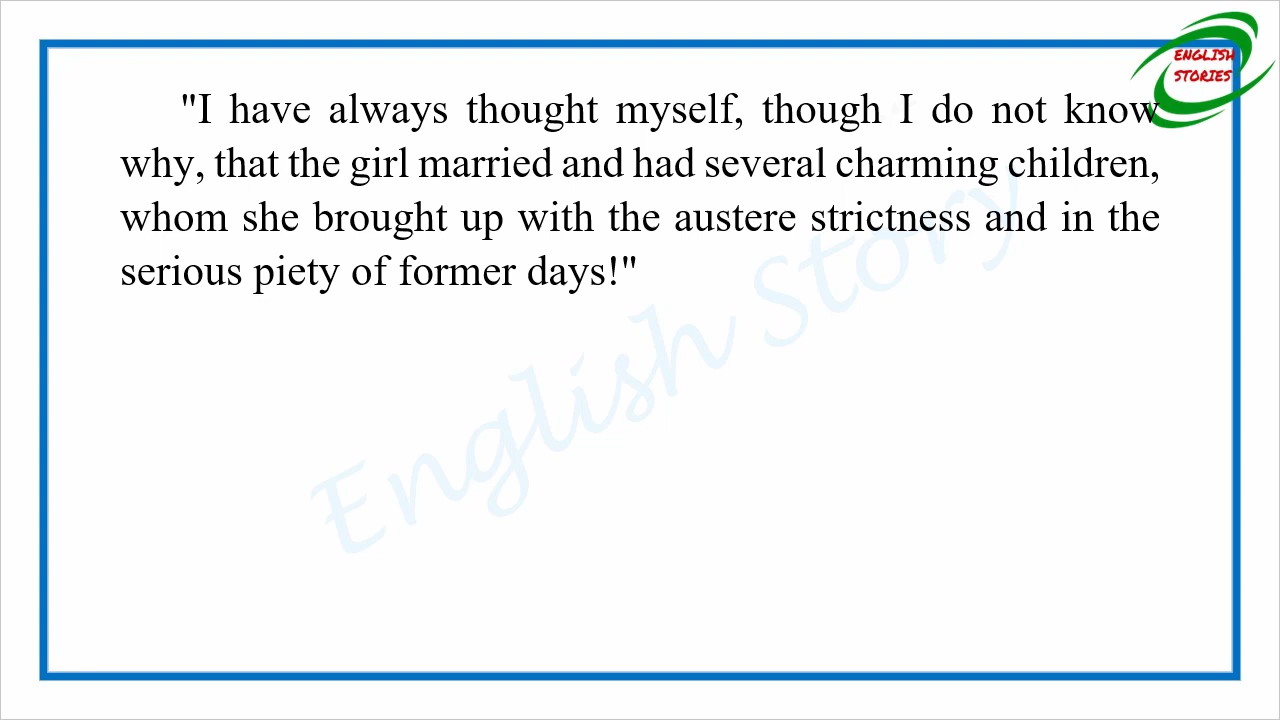 ENGLISH
STORIES
"I have always thought myself, though I do not know
why, that the girl married and had several charming children,
whom she brought up with the austere strictness and in the
serious piety of former days!"
English Story